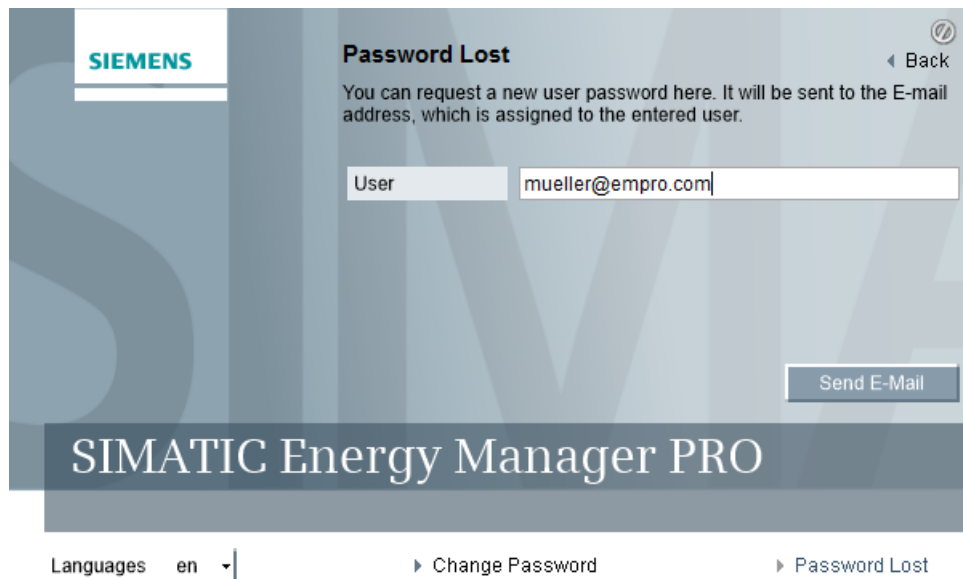 SIEMENS
Password Lost
Back
You can request a new user password here. It will be sent to the E-mail
address, which is assigned to the entered user.
User
mueller@empro.com
Send E-Mail
SIMATIC Energy Manager PRO
Languages en
Change Password
Password Lost